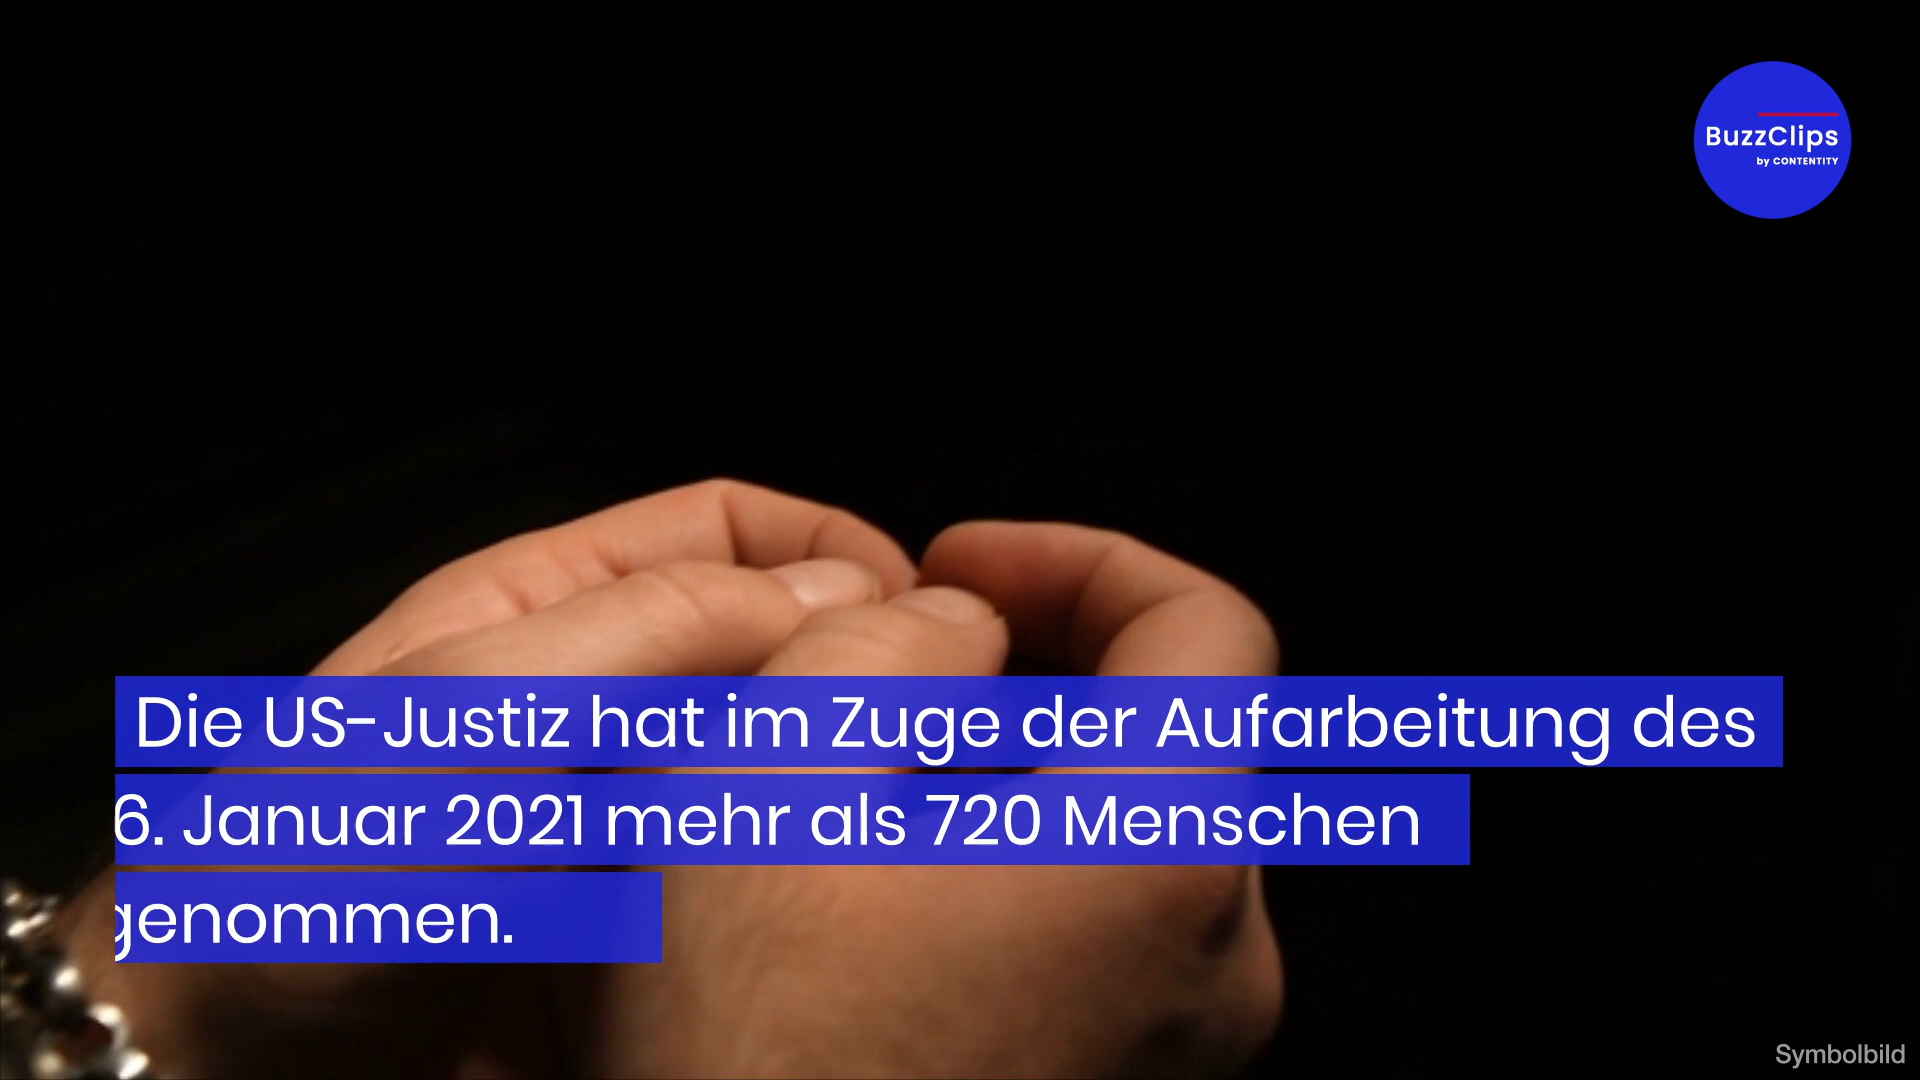 BuzzClips
by CONTENTITY
Die US-Justiz hat im Zuge der Aufarbeitung des
6. Januar 2021 mehr als 720 Menschen
genommen.
Symbolbild